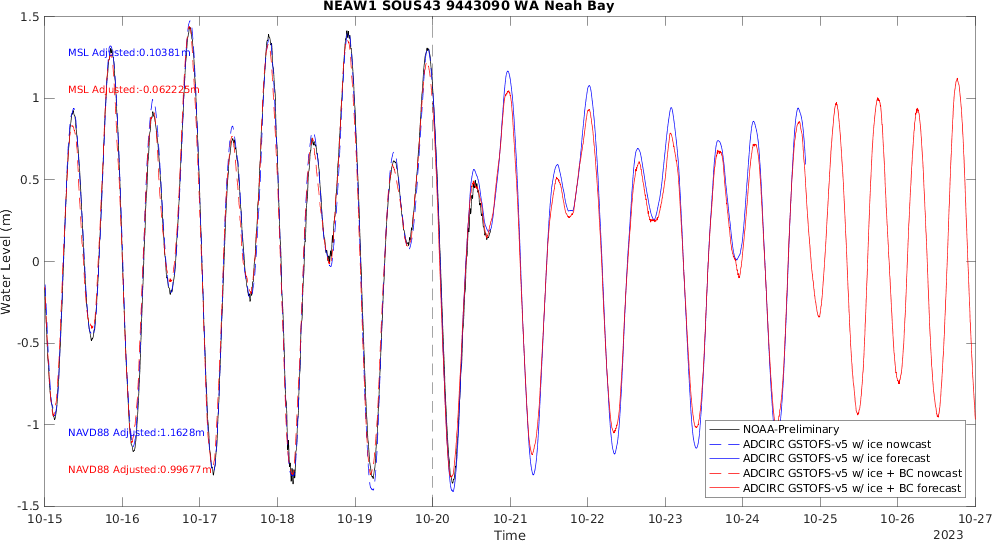 NEAW1 SOUS43 9443090 WA Neah Bay
1.5
1
0.5
0
-0.5
-1
-1.5
Water Level (m)
MSL Adjusted:0.10381m
MSL Adjusted:-0.062225m
NAVD88 Adjusted:1.1628m
NAVD88 Adjusted:0.99677m
NOAA-Preliminary
ADCIRC GSTOFS-v5 w/ ice nowcast
ADCIRC GSTOFS-v5 w/ ice forecast
ADCIRC GSTOFS-v5 w/ ice + BC nowcast
ADCIRC GSTOFS-v5 w/ ice + BC forecast
10-15 10-16 10-17 10-18 10-19 10-20 10-21 10-22 10-23 10-24 10-25 10-26 10-27
Time
2023